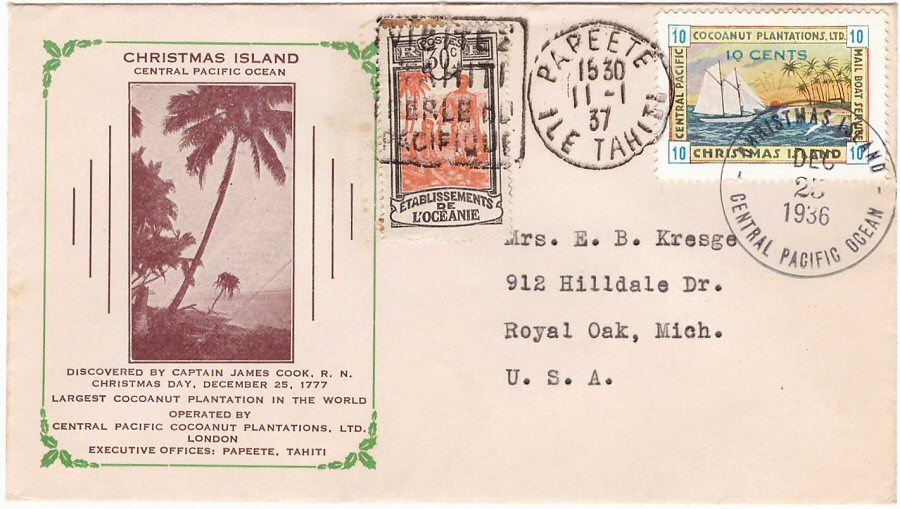 CHRISTMAS ISLAND
CENTRAL PACIFIC OCEAN
DISCOVERED BY CAPTAIN JAMES COOK, R. N.
CHRISTMAS DAY, DECEMBER 25, 1777
LARGEST COCOANUT PLANTATION IN THE WORLD
OPERATED BY
CENTRAL PACIFIC COCOANUT PLANTATIONS, LTD.
LONDON
EXECUTIVE OFFICES: PAPEETE, TAHITI
POSTES
ETABLISSEMENTS
DE
L'OCEANIE
PACIFIQUE
PAPEETE
15 30
11 -1
37
ILE TAHITI
10 COCOANUT PLANTATIONS, LTD. 10
10 CENTS
CENTRAL PACIFIC
MAIL BOAT SERVICE
10 CHRISTMAS ISLAND 10
CHRISTMAS ISLAND
DEC
25
1936
CENTRAL PACIFIC OCEAN
Mrs. E. B. Kresge
912 Hilldale Dr.
Royal Oak, Mich.
U. S. A.